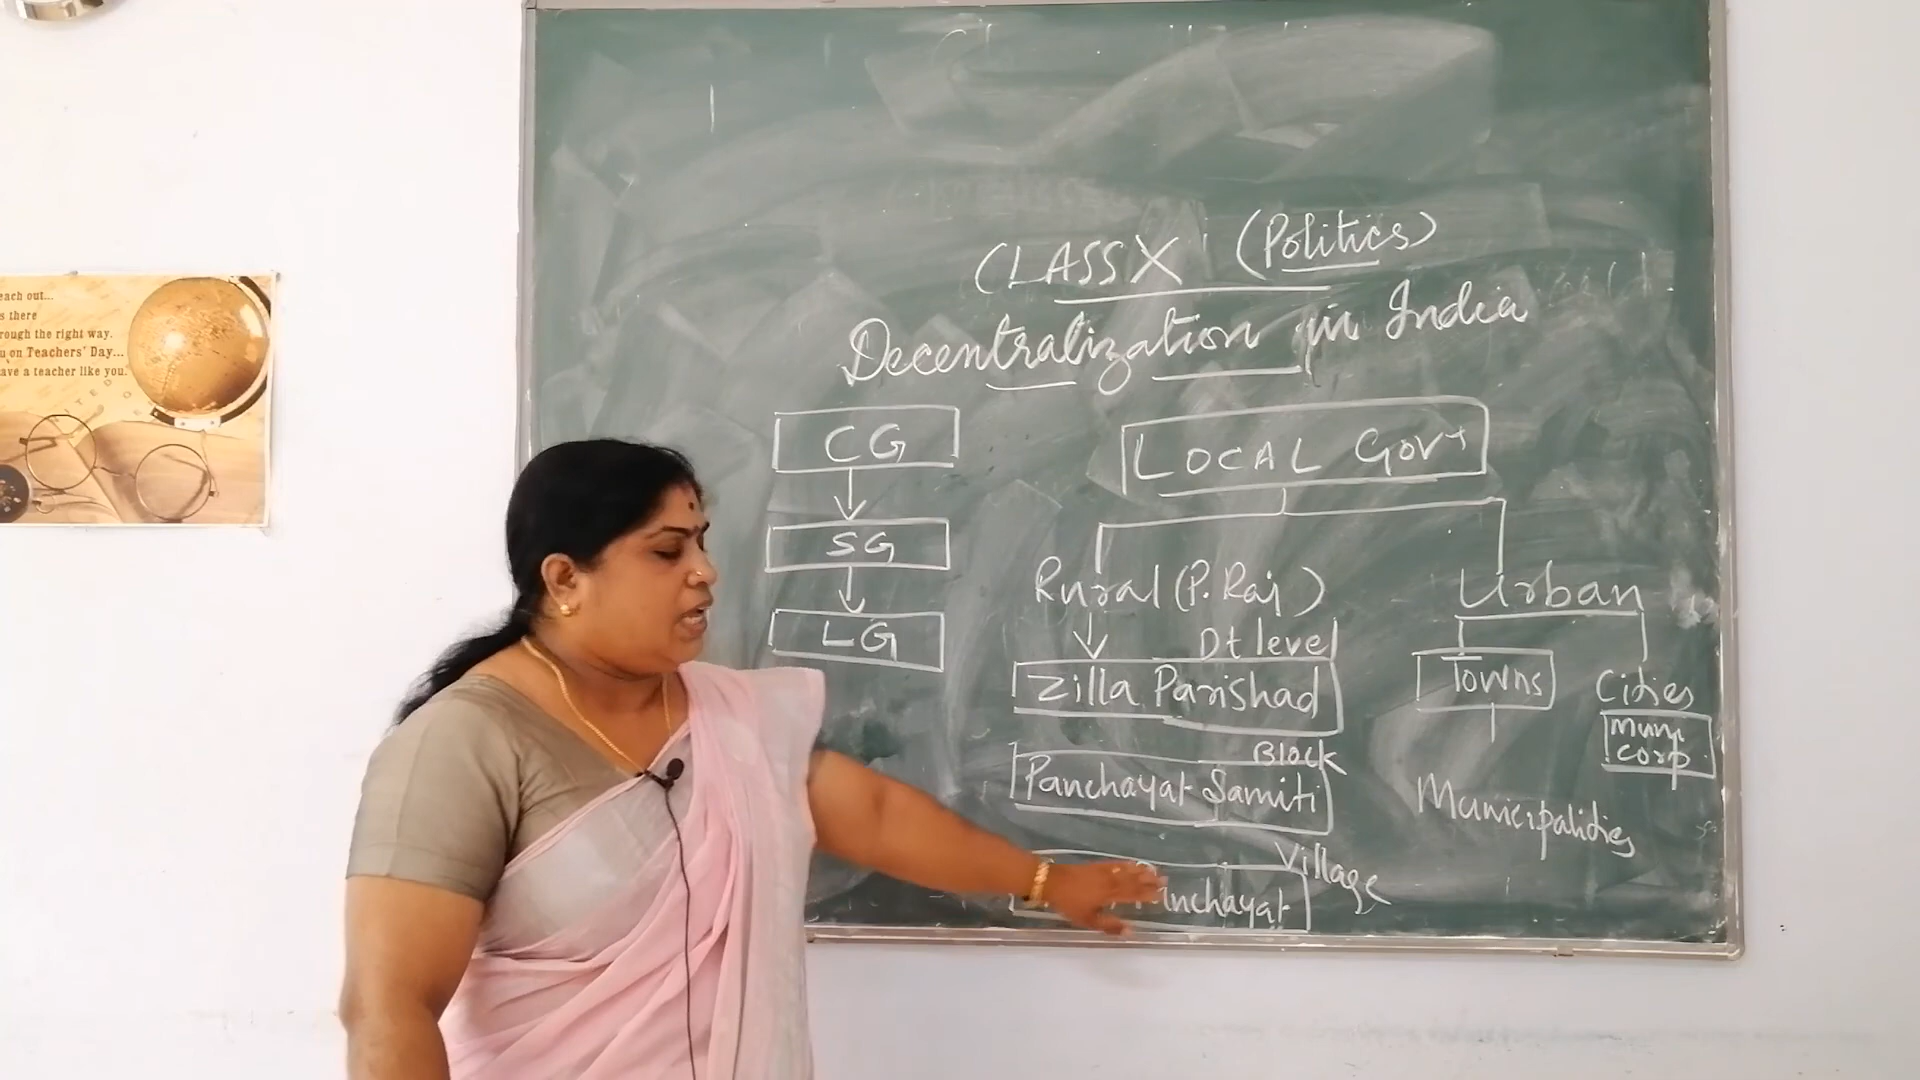 each out...
s there
rough the right way.
u on Teachers' Day...
ave a teacher like you.
CLASS X (Politics)
Decentralization in India
CG
SG
LG
LOCAL Govt
Rural (P. Raj)
Dt level
Zilla Parishad
Block
Panchayat Samiti
Village
anchayat
Urban
Towns
Municipalities
Cities
Muni
corp.